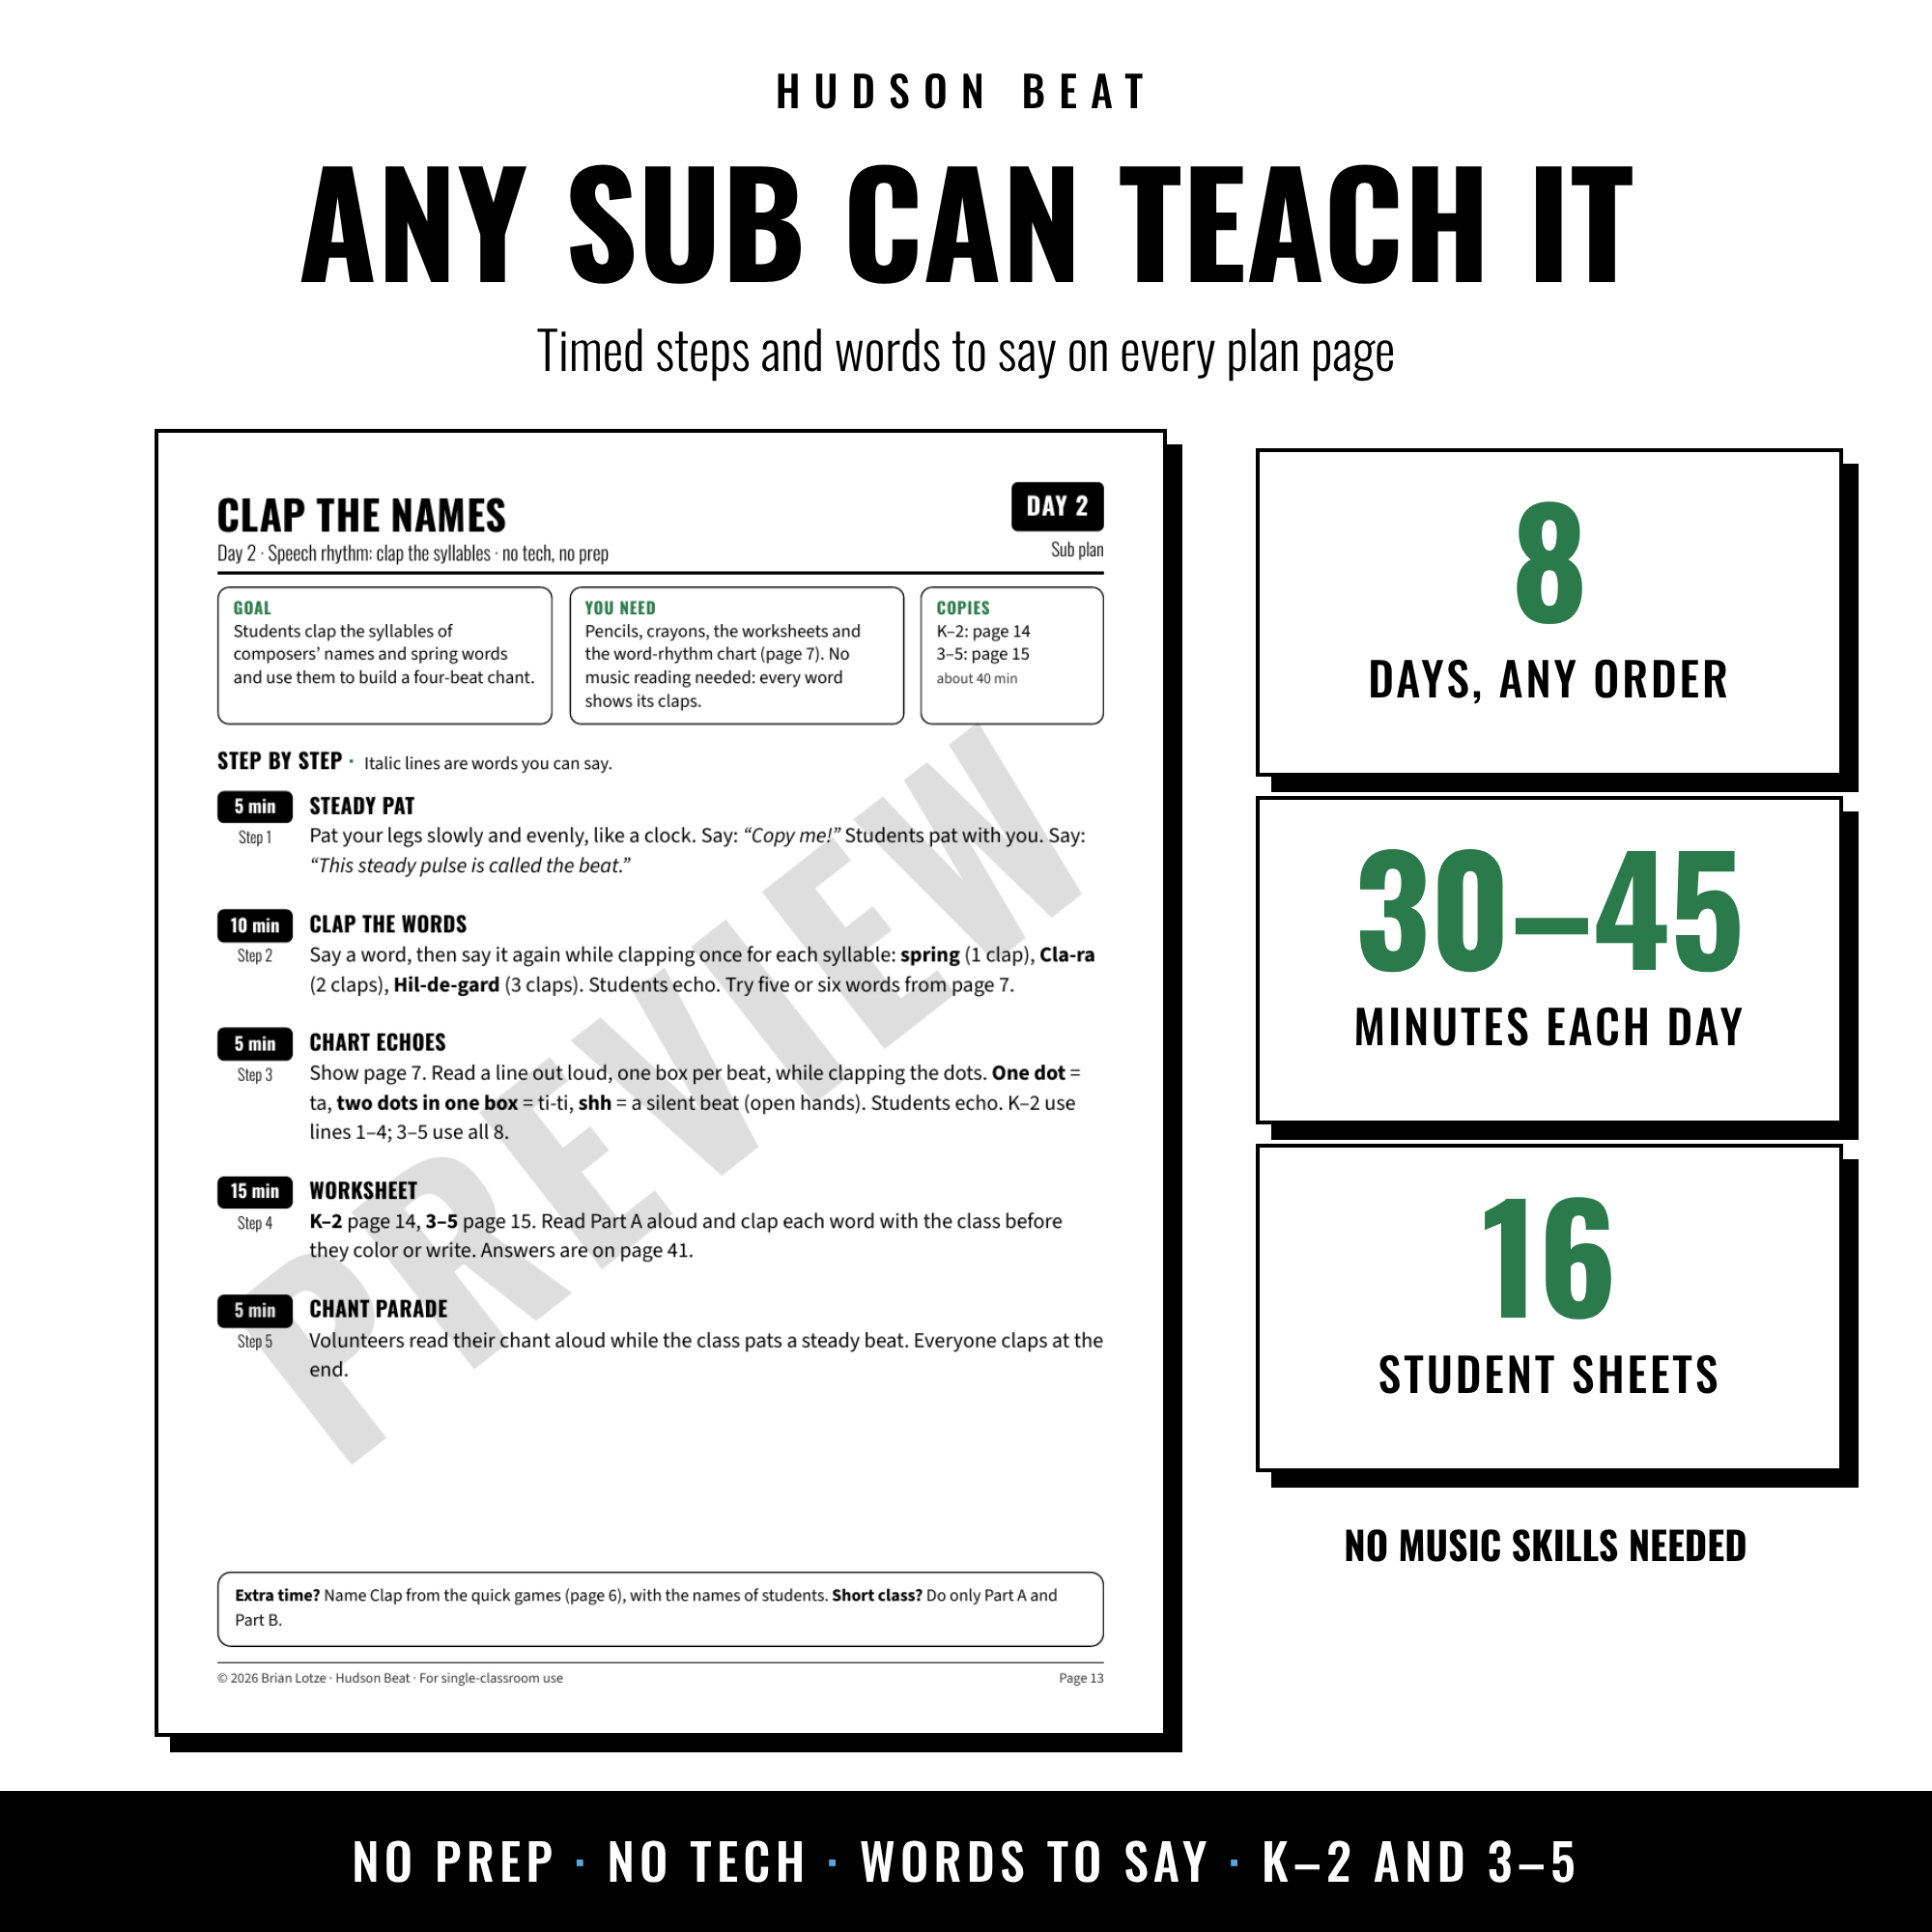 HUDSON BEAT
ANY SUB CAN TEACH IT
Timed steps and words to say on every plan page
CLAP THE NAMES
DAY 2
Day 2 · Speech rhythm: clap the syllables · no tech, no prep
Sub plan
GOAL
Students clap the syllables of
composers’ names and spring words
and use them to build a four-beat chant.
YOU NEED
Pencils, crayons, the worksheets and
the word-rhythm chart (page 7). No
music reading needed: every word
shows its claps.
COPIES
K–2: page 14
3–5: page 15
about 40 min
STEP BY STEP · Italic lines are words you can say.
5 min
Step 1
STEADY PAT
Pat your legs slowly and evenly, like a clock. Say: “Copy me!” Students pat with you. Say:
“This steady pulse is called the beat.”
10 min
Step 2
CLAP THE WORDS
Say a word, then say it again while clapping once for each syllable: spring (1 clap), Cla-ra
(2 claps), Hil-de-gard (3 claps). Students echo. Try five or six words from page 7.
5 min
Step 3
CHART ECHOES
Show page 7. Read a line out loud, one box per beat, while clapping the dots. One dot =
ta, two dots in one box = ti-ti, shh = a silent beat (open hands). Students echo. K–2 use
lines 1–4; 3–5 use all 8.
15 min
Step 4
WORKSHEET
K–2 page 14, 3–5 page 15. Read Part A aloud and clap each word with the class before
they color or write. Answers are on page 41.
5 min
Step 5
CHANT PARADE
Volunteers read their chant aloud while the class pats a steady beat. Everyone claps at the
end.
PREVIEW
Extra time? Name Clap from the quick games (page 6), with the names of students. Short class? Do only Part A and
Part B.
© 2026 Brian Lotze · Hudson Beat · For single-classroom use
Page 13
8
DAYS, ANY ORDER
30–45
MINUTES EACH DAY
16
STUDENT SHEETS
NO MUSIC SKILLS NEEDED
NO PREP · NO TECH · WORDS TO SAY · K–2 AND 3–5